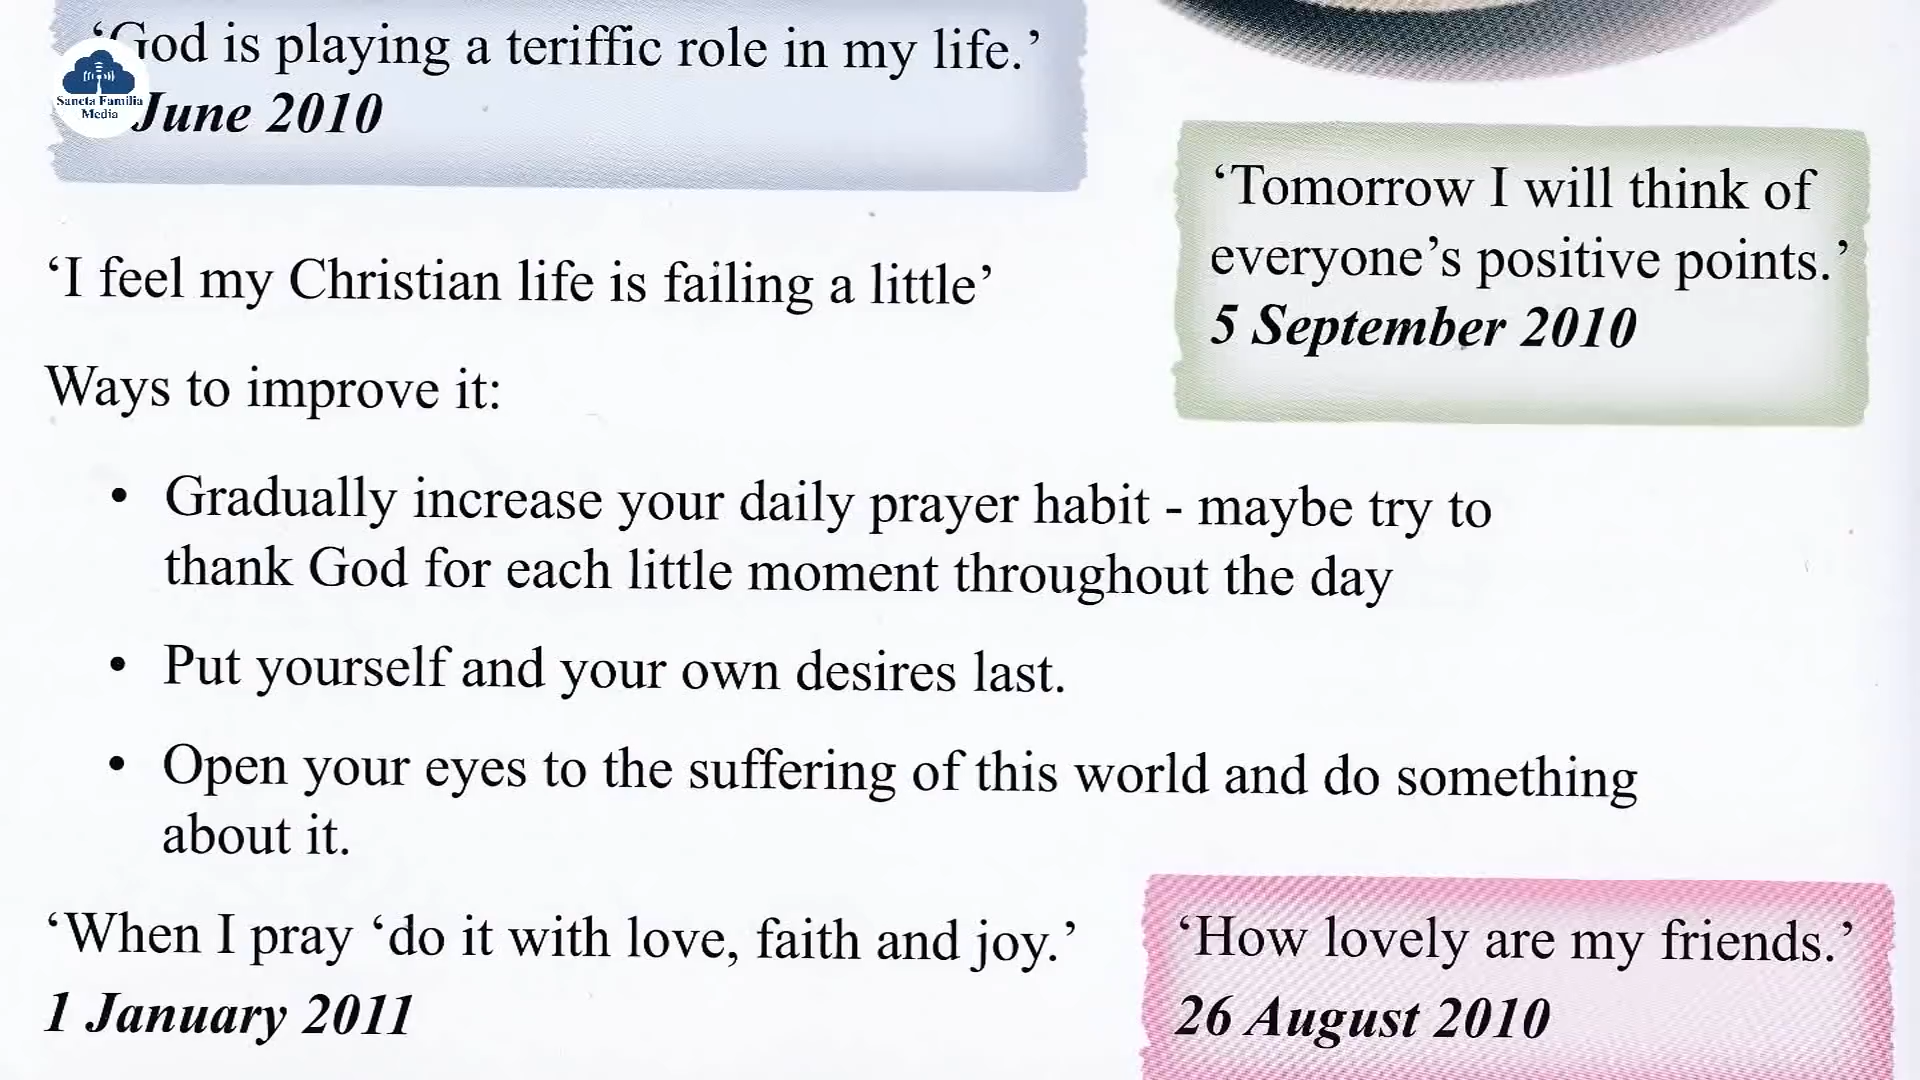 ‘God is playing a teriffic role in my life.’
June 2010
Sancta Familia
Media
‘Tomorrow I will think of
everyone’s positive points.’
5 September 2010
‘I feel my Christian life is failing a little’
Ways to improve it:
• Gradually increase your daily prayer habit - maybe try to
thank God for each little moment throughout the day
• Put yourself and your own desires last.
• Open your eyes to the suffering of this world and do something
about it.
‘When I pray ‘do it with love, faith and joy.’
1 January 2011
‘How lovely are my friends.’
26 August 2010